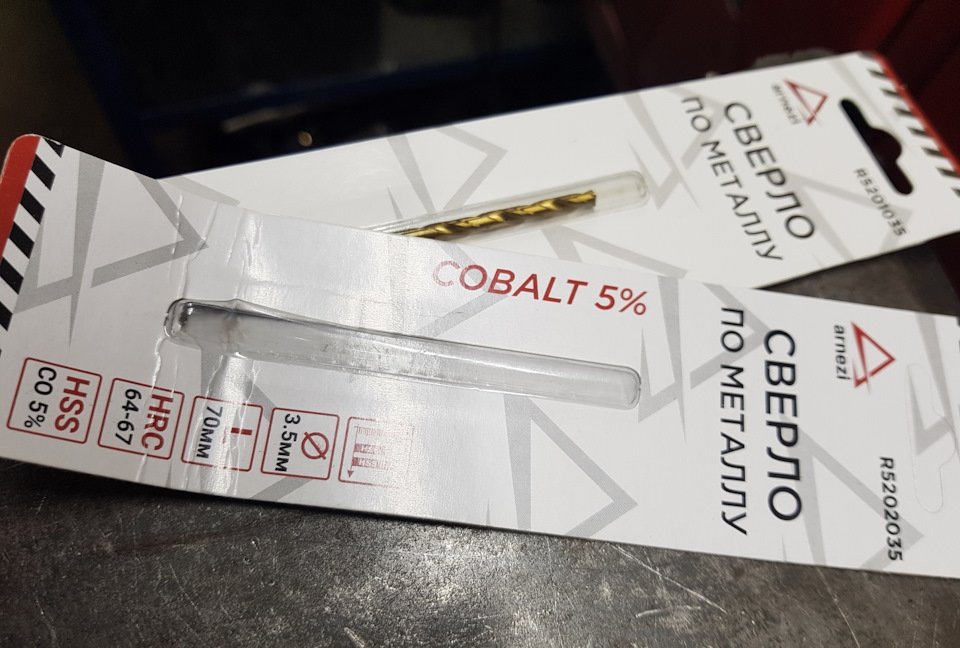 arnezi
СВЕРЛО
ПО МЕТАЛЛУ
R5201035
COBALT 5%
arnezi
СВЕРЛО
ПО МЕТАЛЛУ
R5202035
HSS
CO 5%
HRC
64-67
L
70ММ
Ø
3.5ММ